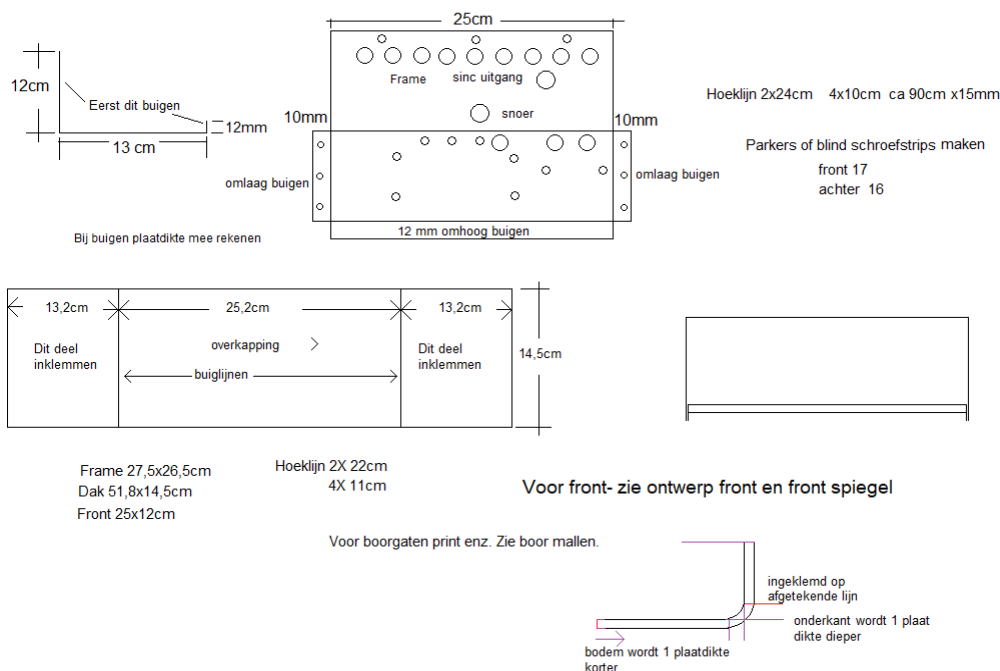 25cm
12cm
Eerst dit buigen
12mm
13 cm
Frame
sinc uitgang
snoer
10mm
10mm
omlaag buigen
omlaag buigen
12 mm omhoog buigen
Bij buigen plaatdikte mee rekenen
Hoeklijn 2x24cm 4x10cm ca 90cm x15mm
Parkers of blind schroefstrips maken
front 17
achter 16
13,2cm
25,2cm
13,2cm
Dit deel
inklemmen
overkapping
buiglijnen
Dit deel
inklemmen
14,5cm
Frame 27,5x26,5cm
Dak 51,8x14,5cm
Front 25x12cm
Hoeklijn 2X 22cm
4X 11cm
Voor front- zie ontwerp front en front spiegel
Voor boorgaten print enz. Zie boor mallen.
ingeklemd op
afgetekende lijn
onderkant wordt 1 plaat
dikte dieper
bodem wordt 1 plaatdikte
korter